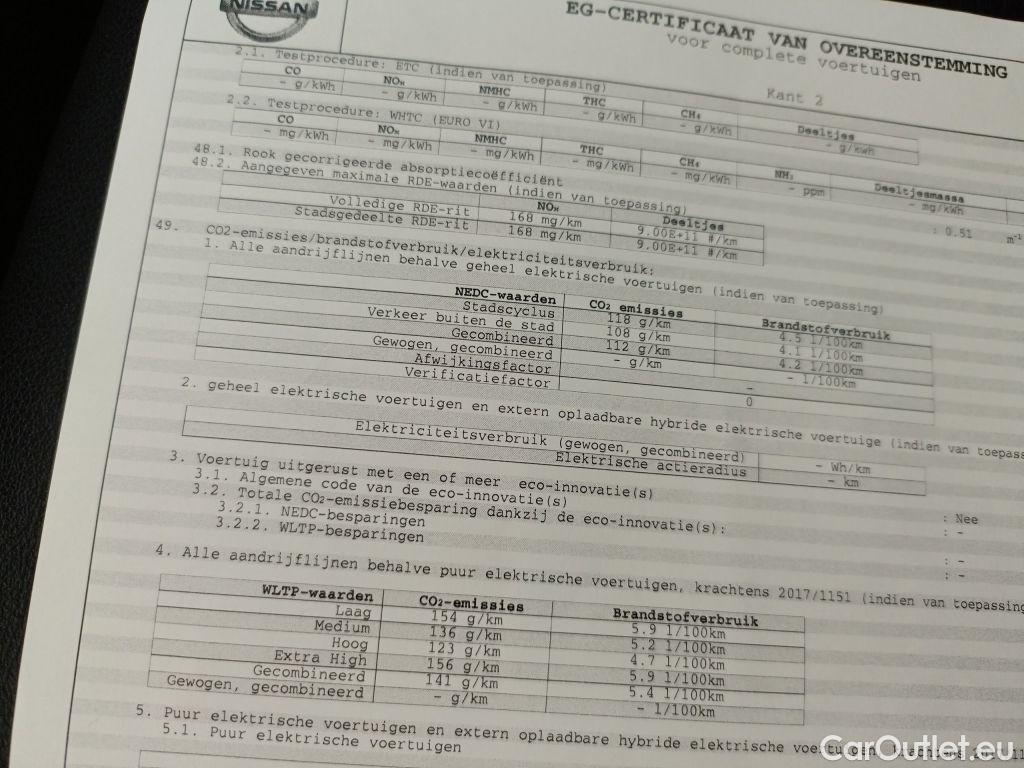 NISSAN
EG-CERTIFICAAT VAN OVEREENSTEMMING
voor complete voertuigen
Kant 2
2.1. Testprocedure: ETC (indien van toepassing)
CO NOx NMHC THC CH₄ Deeltjes
- g/kWh - g/kWh - g/kWh - g/kWh - g/kWh - g/kWh
2.2. Testprocedure: WHTC (EURO VI)
CO NOx NMHC THC CH₄ NH₃ Deeltjesmassa
- mg/kWh - mg/kWh - mg/kWh - mg/kWh - mg/kWh - ppm - mg/kWh
48.1. Rook gecorrigeerde absorptiecoëfficiënt : 0.51 m⁻¹
48.2. Aangegeven maximale RDE-waarden (indien van toepassing)
NOx Deeltjes
Volledige RDE-rit 168 mg/km 9.00E+11 #/km
Stadsgedeelte RDE-rit 168 mg/km 9.00E+11 #/km
49. CO2-emissies/brandstofverbruik/elektriciteitsverbruik:
1. Alle aandrijflijnen behalve geheel elektrische voertuigen (indien van toepassing)
NEDC-waarden CO₂ emissies Brandstofverbruik
Stadscyclus 118 g/km 4.5 l/100km
Verkeer buiten de stad 108 g/km 4.1 l/100km
Gecombineerd 112 g/km 4.2 l/100km
Gewogen, gecombineerd - g/km - l/100km
Afwijkingsfactor -
Verificatiefactor 0
2. geheel elektrische voertuigen en extern oplaadbare hybride elektrische voertuige (indien van toepass
Elektriciteitsverbruik (gewogen, gecombineerd) - Wh/km
Elektrische actieradius - km
3. Voertuig uitgerust met een of meer eco-innovatie(s) : Nee
3.1. Algemene code van de eco-innovatie(s) : -
3.2. Totale CO₂-emissiebesparing dankzij de eco-innovatie(s):
3.2.1. NEDC-besparingen : -
3.2.2. WLTP-besparingen : -
4. Alle aandrijflijnen behalve puur elektrische voertuigen, krachtens 2017/1151 (indien van toepassing
WLTP-waarden CO₂-emissies Brandstofverbruik
Laag 154 g/km 5.9 l/100km
Medium 136 g/km 5.2 l/100km
Hoog 123 g/km 4.7 l/100km
Extra High 156 g/km 5.9 l/100km
Gecombineerd 141 g/km 5.4 l/100km
Gewogen, gecombineerd - g/km - l/100km
5. Puur elektrische voertuigen en extern oplaadbare hybride elektrische voertuigen, krachtens
5.1. Puur elektrische voertuigen
CarOutlet.eu